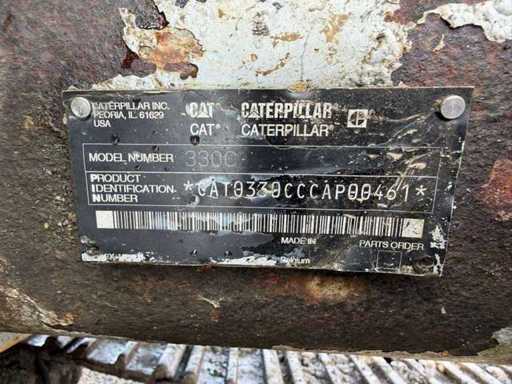 CATERPILLAR INC.
PEORIA, IL. 61629
USA
CAT CATERPILLAR
CAT® CATERPILLAR®
MODEL NUMBER 330C
PRODUCT
IDENTIFICATION
NUMBER
*CAT0330CCCAP00461*
MADE IN PARTS ORDER